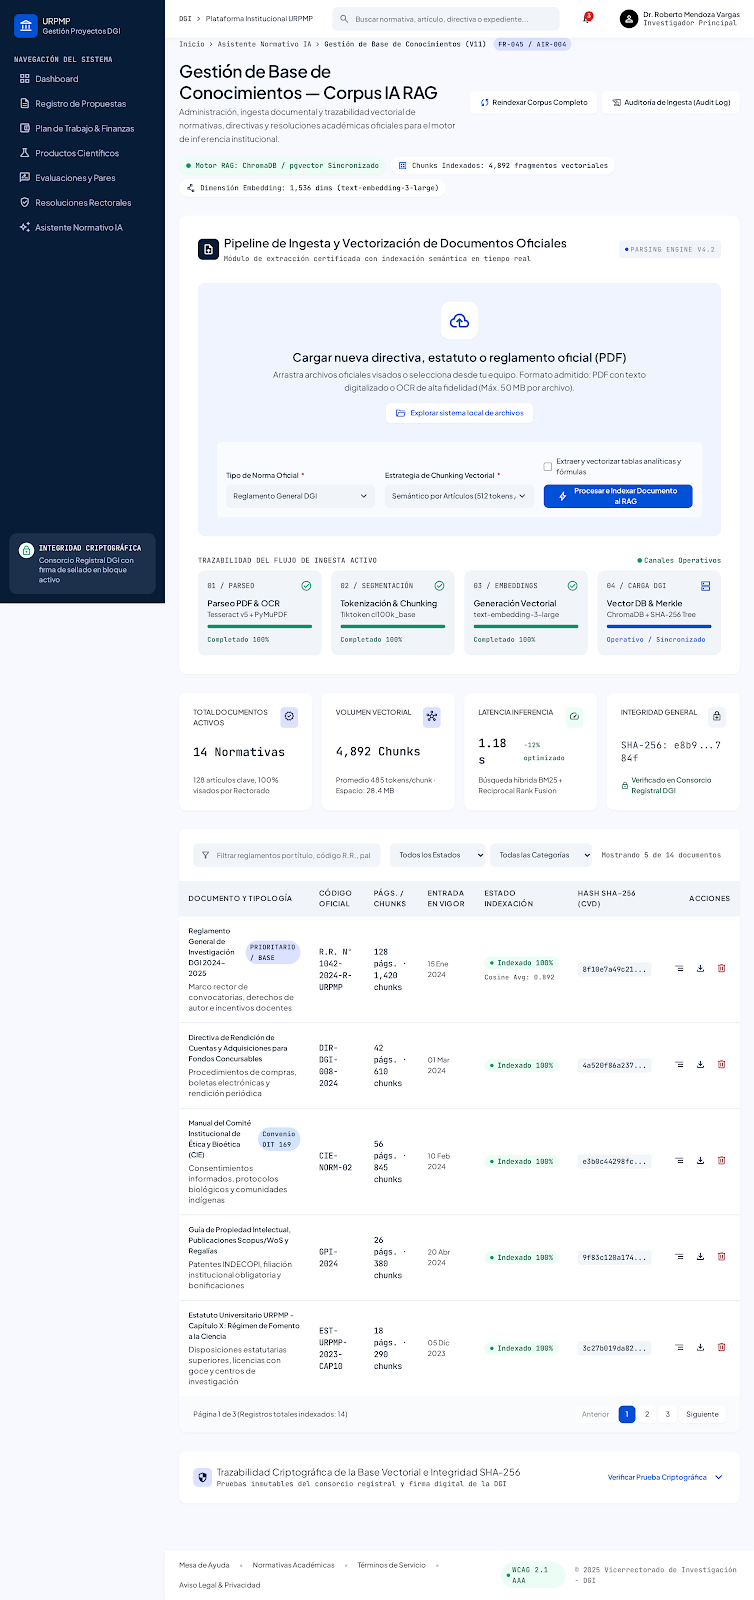 URPMP
Gestión Proyectos DGI
NAVEGACIÓN DEL SISTEMA
Dashboard
Registro de Propuestas
Plan de Trabajo & Finanzas
Productos Científicos
Evaluaciones y Pares
Resoluciones Rectorales
Asistente Normativo IA
INTEGRIDAD CRIPTOGRÁFICA
Consorcio Registral DGI con
firma de sellado en bloque
activo
DGI > Plataforma Institucional URPMP
Buscar normativa, artículo, directiva o expediente...
3
Dr. Roberto Mendoza Vargas
Investigador Principal
Inicio > Asistente Normativo IA > Gestión de Base de Conocimientos (V11) FR-045 / AIR-004
Gestión de Base de
Conocimientos — Corpus IA RAG
Administración, ingesta documental y trazabilidad vectorial de
normativas, directivas y resoluciones académicas oficiales para el motor
de inferencia institucional.
Reindexar Corpus Completo
Auditoría de Ingesta (Audit Log)
Motor RAG: ChromaDB / pgvector Sincronizado
Chunks Indexados: 4,892 fragmentos vectoriales
Dimensión Embedding: 1,536 dims (text-embedding-3-large)
Pipeline de Ingesta y Vectorización de Documentos Oficiales
Módulo de extracción certificada con indexación semántica en tiempo real
PARSING ENGINE V4.2
Cargar nueva directiva, estatuto o reglamento oficial (PDF)
Arrastra archivos oficiales visados o selecciona desde tu equipo. Formato admitido: PDF con texto
digitalizado o OCR de alta fidelidad (Máx. 50 MB por archivo).
Explorar sistema local de archivos
Tipo de Norma Oficial *
Reglamento General DGI
Estrategia de Chunking Vectorial *
Semántico por Artículos (512 tokens /
Extraer y vectorizar tablas analíticas y
fórmulas
Procesar e Indexar Documento
al RAG
TRAZABILIDAD DEL FLUJO DE INGESTA ACTIVO
Canales Operativos
01 / PARSEO
Parseo PDF & OCR
Tesseract v5 + PyMuPDF
Completado 100%
02 / SEGMENTACIÓN
Tokenización & Chunking
Tiktoken cl100k_base
Completado 100%
03 / EMBEDDINGS
Generación Vectorial
text-embedding-3-large
Completado 100%
04 / CARGA DGI
Vector DB & Merkle
ChromaDB + SHA-256 Tree
Operativo / Sincronizado
TOTAL DOCUMENTOS
ACTIVOS
14 Normativas
128 artículos clave, 100%
visados por Rectorado
VOLUMEN VECTORIAL
4,892 Chunks
Promedio 485 tokens/chunk ·
Espacio: 28.4 MB
LATENCIA INFERENCIA
1.18
s
-12%
optimizado
Búsqueda híbrida BM25 +
Reciprocal Rank Fusion
INTEGRIDAD GENERAL
SHA-256: e8b9...7
84f
Verificado en Consorcio
Registral DGI
Filtrar reglamentos por título, código R.R., pal
Todos los Estados
Todas las Categorías
Mostrando 5 de 14 documentos
DOCUMENTO Y TIPOLOGÍA
CÓDIGO
OFICIAL
PÁGS. /
CHUNKS
ENTRADA
EN VIGOR
ESTADO
INDEXACIÓN
HASH SHA-256
(CVD)
ACCIONES
Reglamento
General de
Investigación
DGI 2024-
2025
PRIORITARIO
/ BASE
Marco rector de
convocatorias, derechos de
autor e incentivos docentes
R.R. N°
1042-
2024-R-
URPMP
128
págs. ·
1,420
chunks
15 Ene
2024
Indexado 100%
Cosine Avg: 0.892
8f10e7a49c21...
Directiva de Rendición de
Cuentas y Adquisiciones para
Fondos Concursables
Procedimientos de compras,
boletas electrónicas y
rendición periódica
DIR-
DGI-
008-
2024
42
págs. ·
610
chunks
01 Mar
2024
Indexado 100%
4a520f86a237...
Manual del Comité
Institucional de
Ética y Bioética
(CIE)
Convenio
OIT 169
Consentimientos
informados, protocolos
biológicos y comunidades
indígenas
CIE-
NORM-02
56
págs. ·
845
chunks
10 Feb
2024
Indexado 100%
e3b0c44298fc...
Guía de Propiedad Intelectual,
Publicaciones Scopus/WoS y
Regalías
Patentes INDECOPI, filiación
institucional obligatoria y
bonificaciones
GPI-
2024
26
págs. ·
380
chunks
20 Abr
2024
Indexado 100%
9f83c120a174...
Estatuto Universitario URPMP –
Capítulo X: Régimen de Fomento
a la Ciencia
Disposiciones estatutarias
superiores, licencias con
goce y centros de
investigación
EST-
URPMP-
2023-
CAP10
18
págs. ·
290
chunks
05 Dic
2023
Indexado 100%
3c27b019da82...
Página 1 de 3 (Registros totales indexados: 14)
Anterior 1 2 3 Siguiente
Trazabilidad Criptográfica de la Base Vectorial e Integridad SHA-256
Pruebas inmutables del consorcio registral y firma digital de la DGI
Verificar Prueba Criptográfica
Mesa de Ayuda • Normativas Académicas • Términos de Servicio •
Aviso Legal & Privacidad
WCAG 2.1
AAA
© 2025 Vicerrectorado de Investigación
- DGI